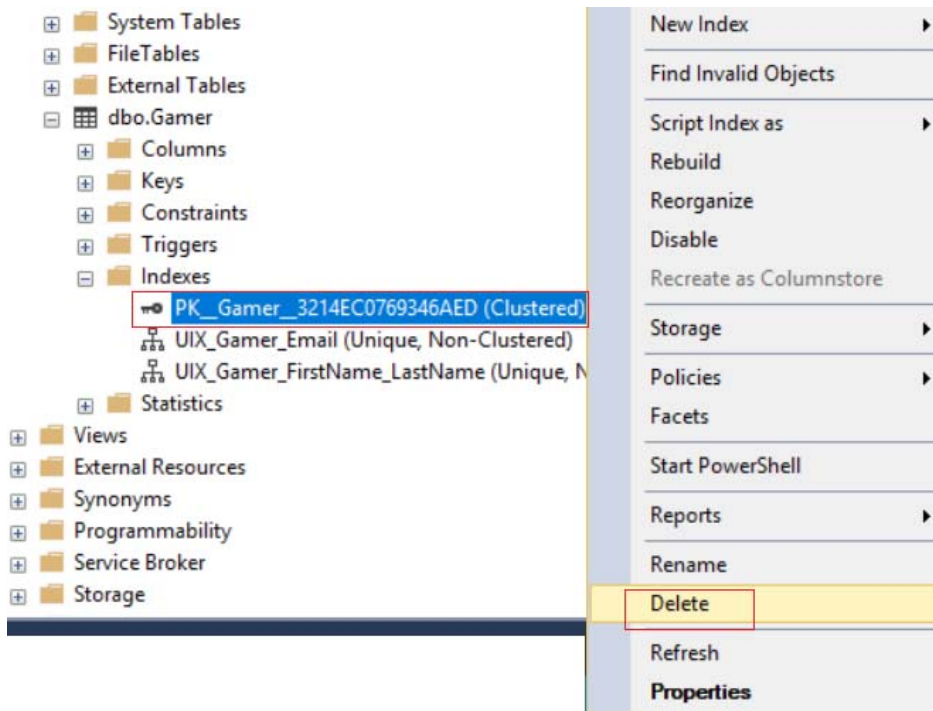 System Tables
FileTables
External Tables
dbo.Gamer
Columns
Keys
Constraints
Triggers
Indexes
PK__Gamer__3214EC0769346AED (Clustered)
UIX_Gamer_Email (Unique, Non-Clustered)
UIX_Gamer_FirstName_LastName (Unique, N
Statistics
Views
External Resources
Synonyms
Programmability
Service Broker
Storage
New Index
Find Invalid Objects
Script Index as
Rebuild
Reorganize
Disable
Recreate as Columnstore
Storage
Policies
Facets
Start PowerShell
Reports
Rename
Delete
Refresh
Properties